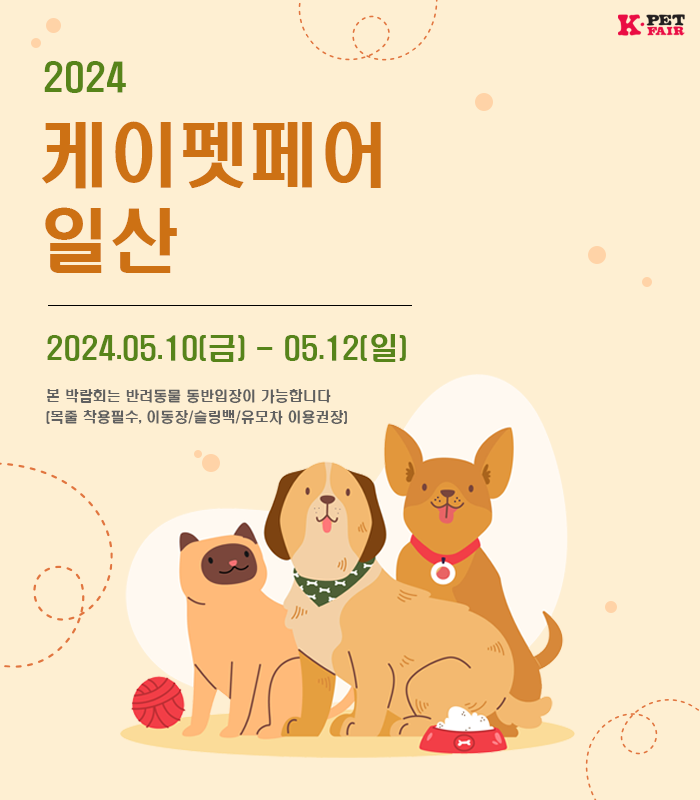 K·PET
FAIR
2024
케이펫페어
일산
2024.05.10(금) - 05.12(일)
본 박람회는 반려동물 동반입장이 가능합니다
(목줄 착용필수, 이동장/슬링백/유모차 이용권장)